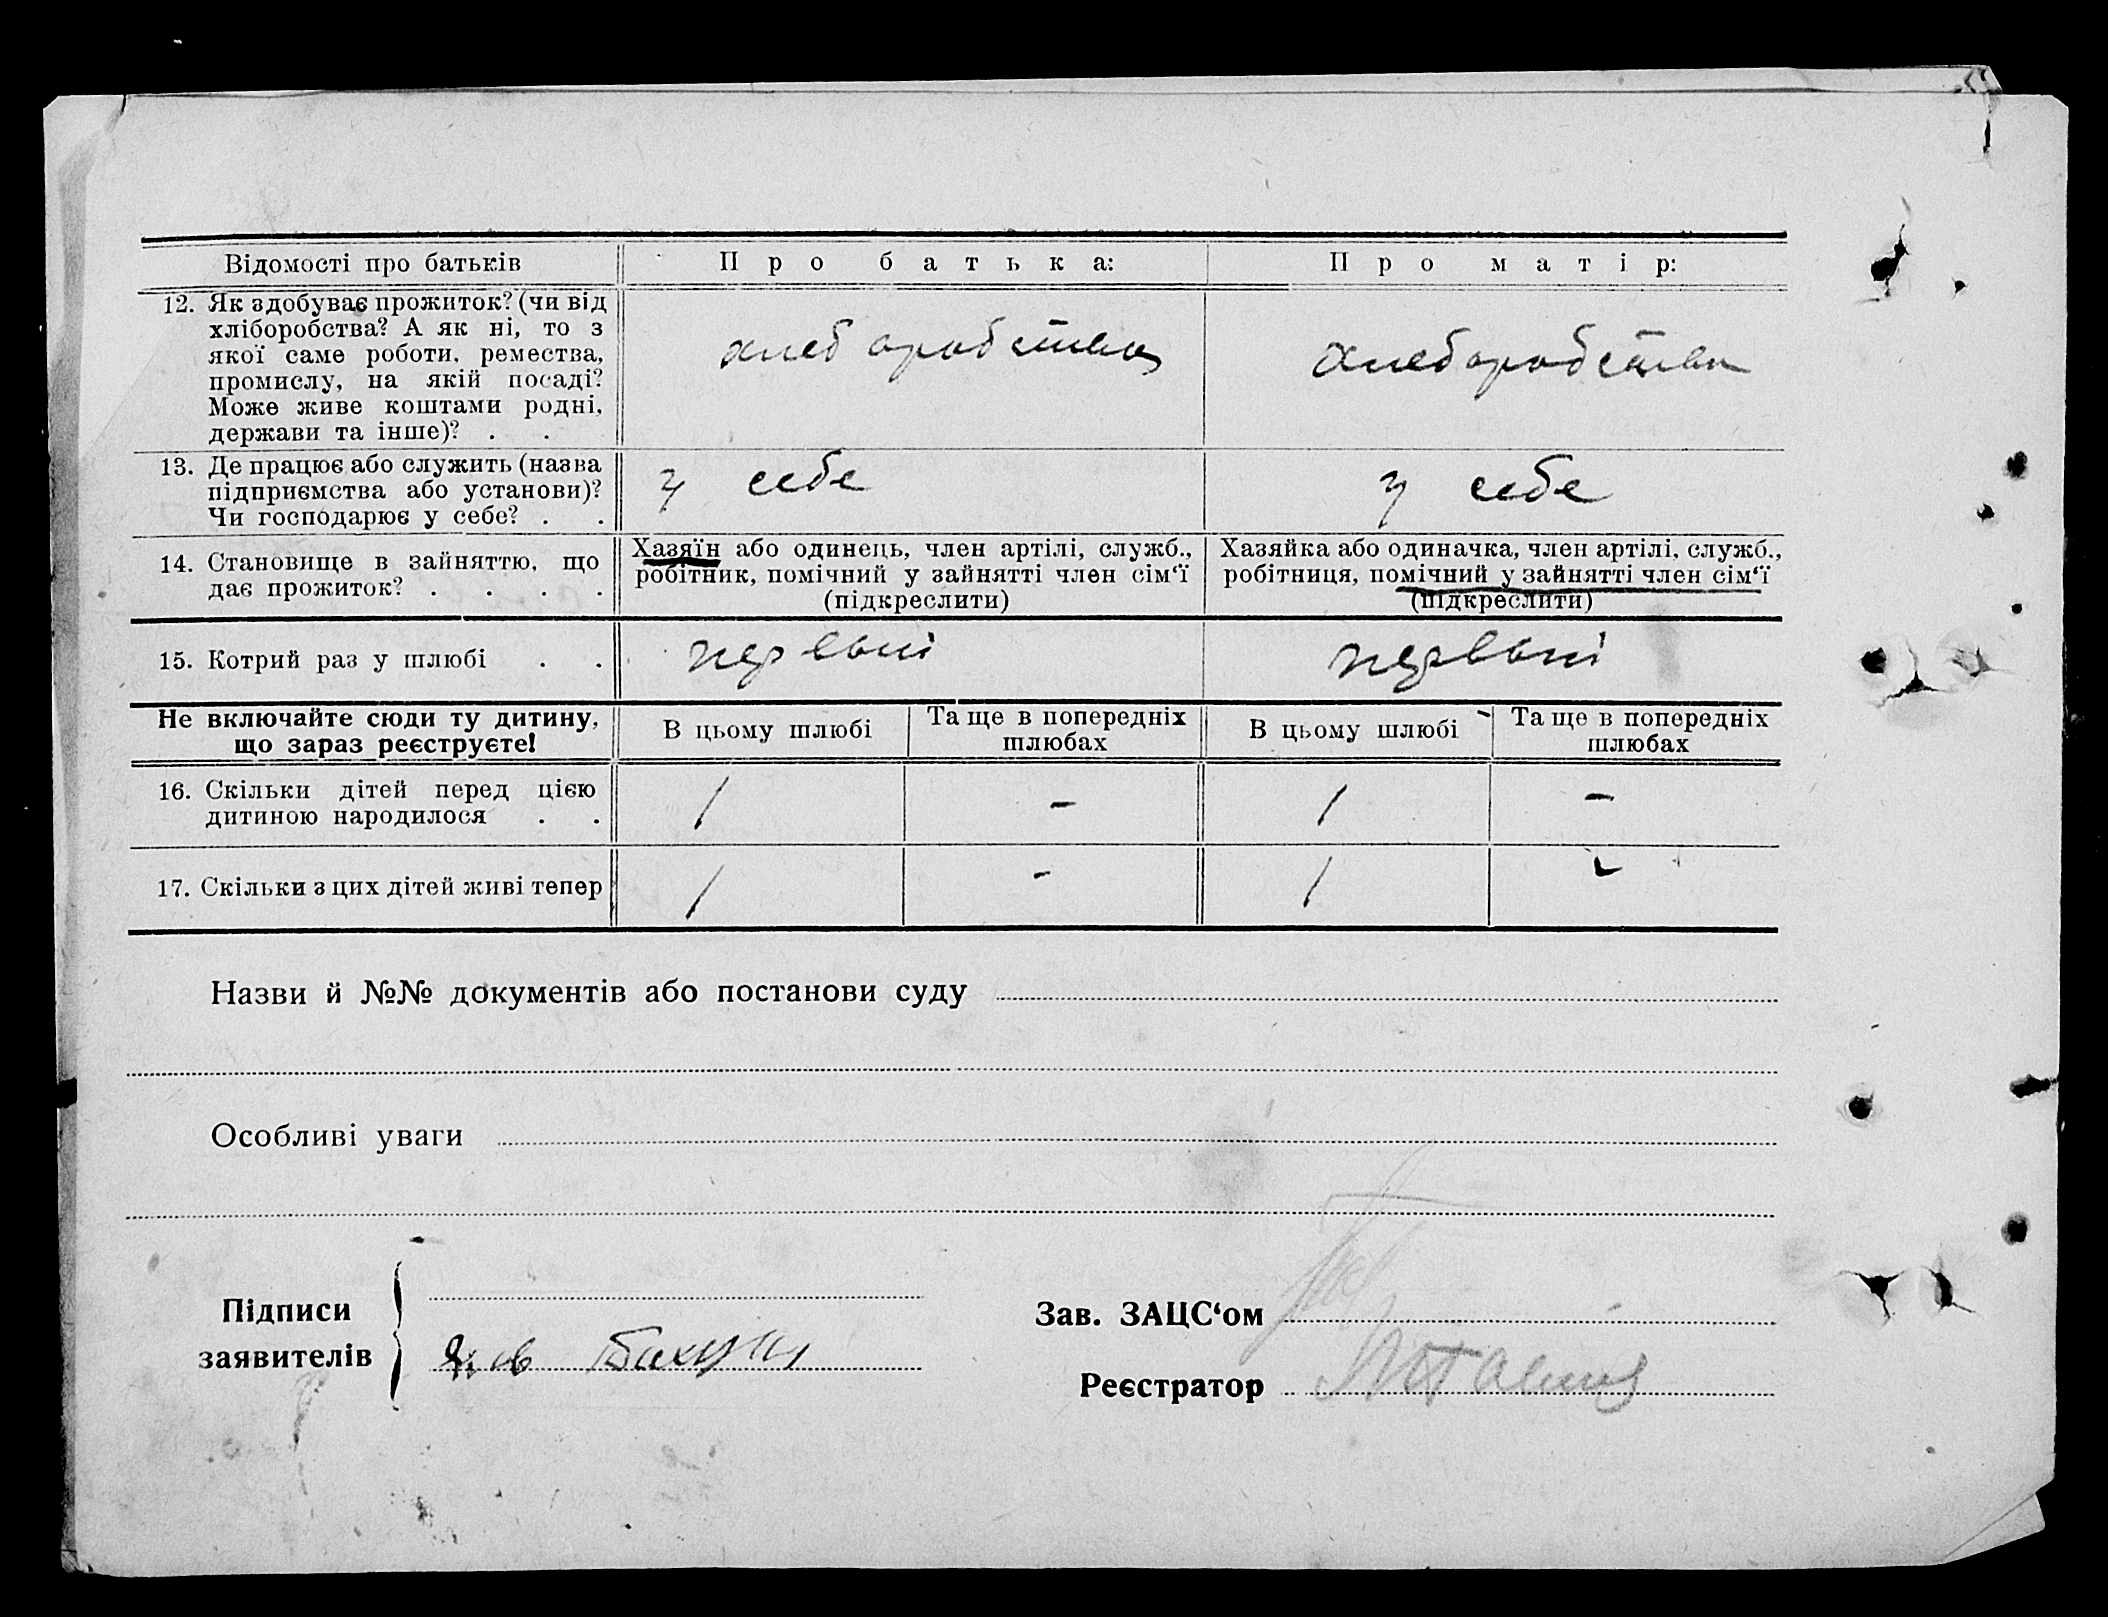 Відомості про батьків
Про батька:
Про матір:
12. Як здобуває прожиток? (чи від
хліборобства? А як ні, то з
якої саме роботи, ремества,
промислу, на якій посаді?
Може живе коштами родні,
держави та інше)? . .
хлеборобства
хлеборобства
13. Де працює або служить (назва
підприємства або установи)?
Чи господарює у себе? . .
у себе
у себе
14. Становище в зайняттю, що
дає прожиток? . . . .
Хазяїн або одинець, член артілі, служб.,
робітник, помічний у зайнятті член сім‘ї
(підкреслити)
Хазяйка або одиначка, член артілі, служб.,
робітниця, помічний у зайнятті член сім‘ї
(підкреслити)
15. Котрий раз у шлюбі . .
первыі
первыі
Не включайте сюди ту дитину,
що зараз реєструєте!
В цьому шлюбі
Та ще в попередніх
шлюбах
В цьому шлюбі
Та ще в попередніх
шлюбах
16. Скільки дітей перед цією
дитиною народилося . .
1
-
1
-
17. Скільки з цих дітей живі тепер
1
-
1
-
Назви й №№ документів або постанови суду
Особливі уваги
Підписи
заявителів
Зав. ЗАЦС‘ом
Реєстратор